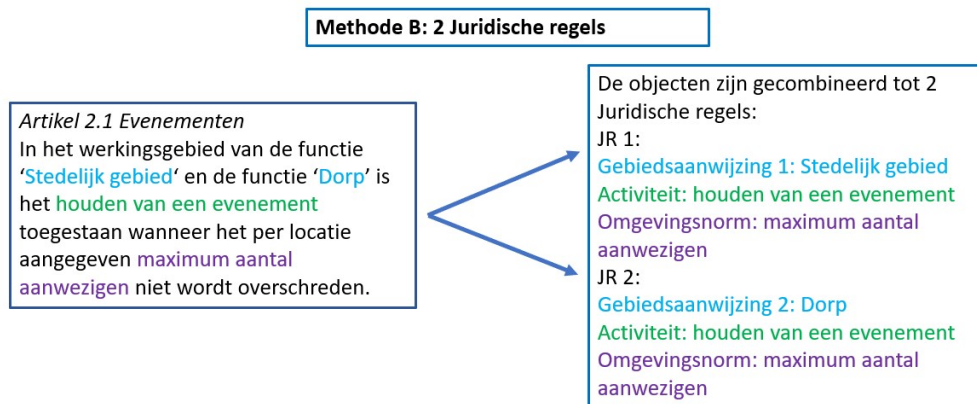 Methode B: 2 Juridische regels
Artikel 2.1 Evenementen
In het werkingsgebied van de functie
‘Stedelijk gebied‘ en de functie ‘Dorp’ is
het houden van een evenement
toegestaan wanneer het per locatie
aangegeven maximum aantal
aanwezigen niet wordt overschreden.
De objecten zijn gecombineerd tot 2
Juridische regels:
JR 1:
Gebiedsaanwijzing 1: Stedelijk gebied
Activiteit: houden van een evenement
Omgevingsnorm: maximum aantal
aanwezigen
JR 2:
Gebiedsaanwijzing 2: Dorp
Activiteit: houden van een evenement
Omgevingsnorm: maximum aantal
aanwezigen